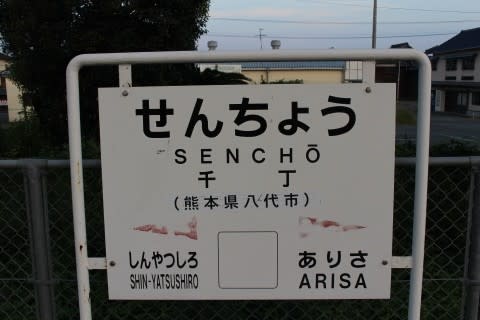 せんちょう
SENCHŌ
千丁
(熊本県八代市)
しんやつしろ ありさ
SHIN-YATSUSHIRO ARISA